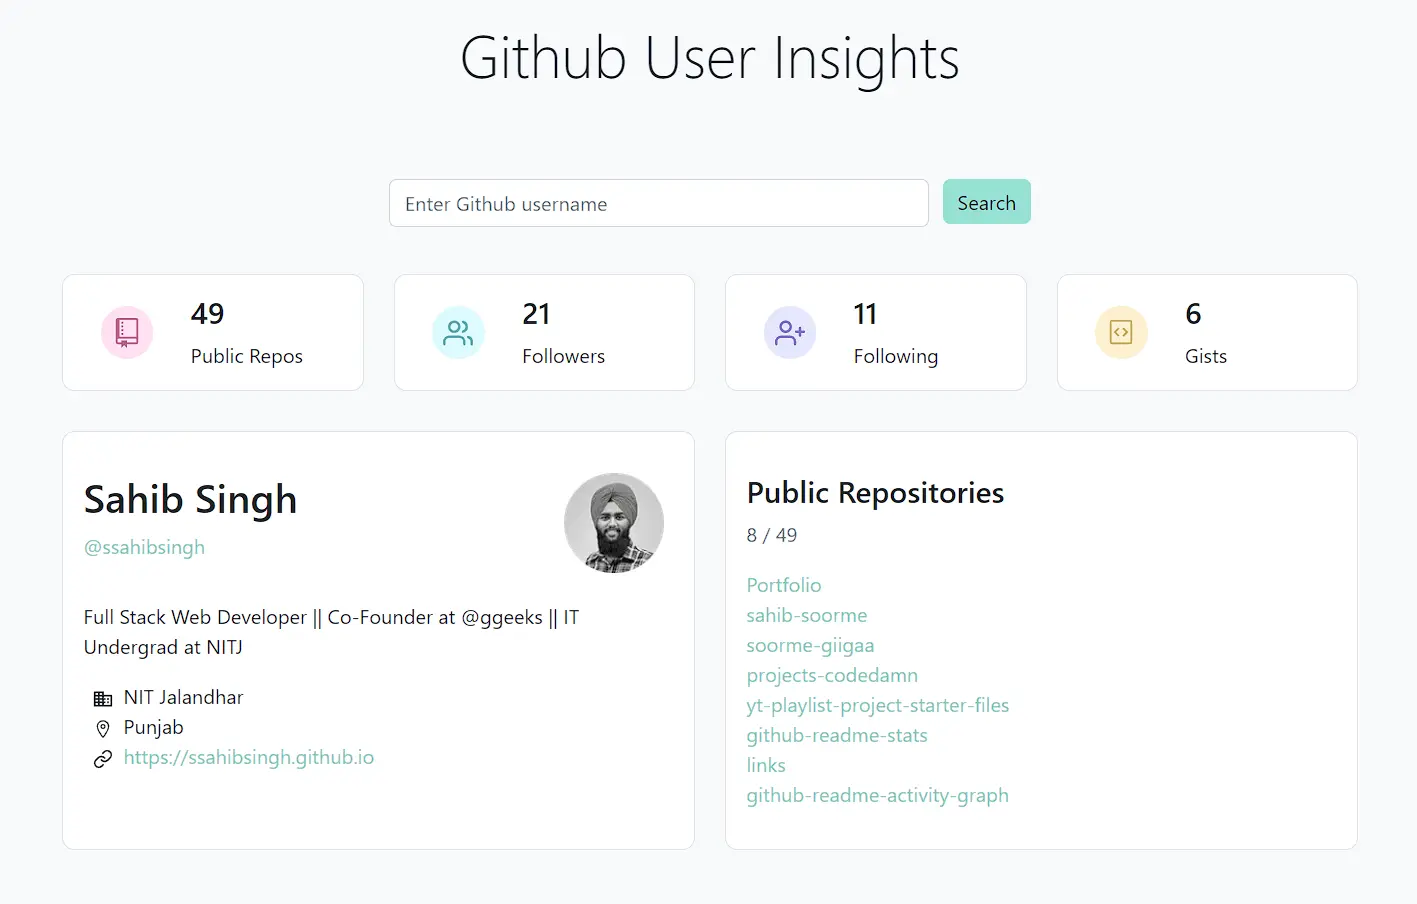 Github User Insights
Enter Github username
Search
49
Public Repos
21
Followers
11
Following
6
Gists
Sahib Singh
@ssahibsingh
Full Stack Web Developer || Co-Founder at @ggeeks || IT
Undergrad at NITJ
NIT Jalandhar
Punjab
https://ssahibsingh.github.io
Public Repositories
8 / 49
Portfolio
sahib-soorme
soorme-giigaa
projects-codedamn
yt-playlist-project-starter-files
github-readme-stats
links
github-readme-activity-graph